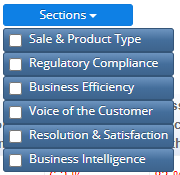 Sections
Sale & Product Type
Regulatory Compliance
Business Efficiency
Voice of the Customer
Resolution & Satisfaction
Business Intelligence